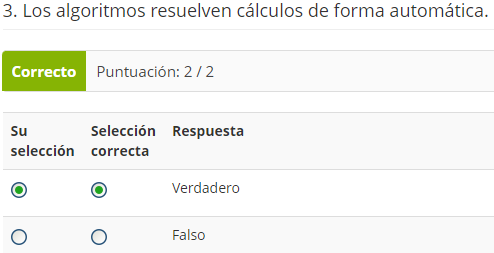 3. Los algoritmos resuelven cálculos de forma automática.
Correcto Puntuación: 2 / 2
Su selección Selección correcta Respuesta
Verdadero
Falso